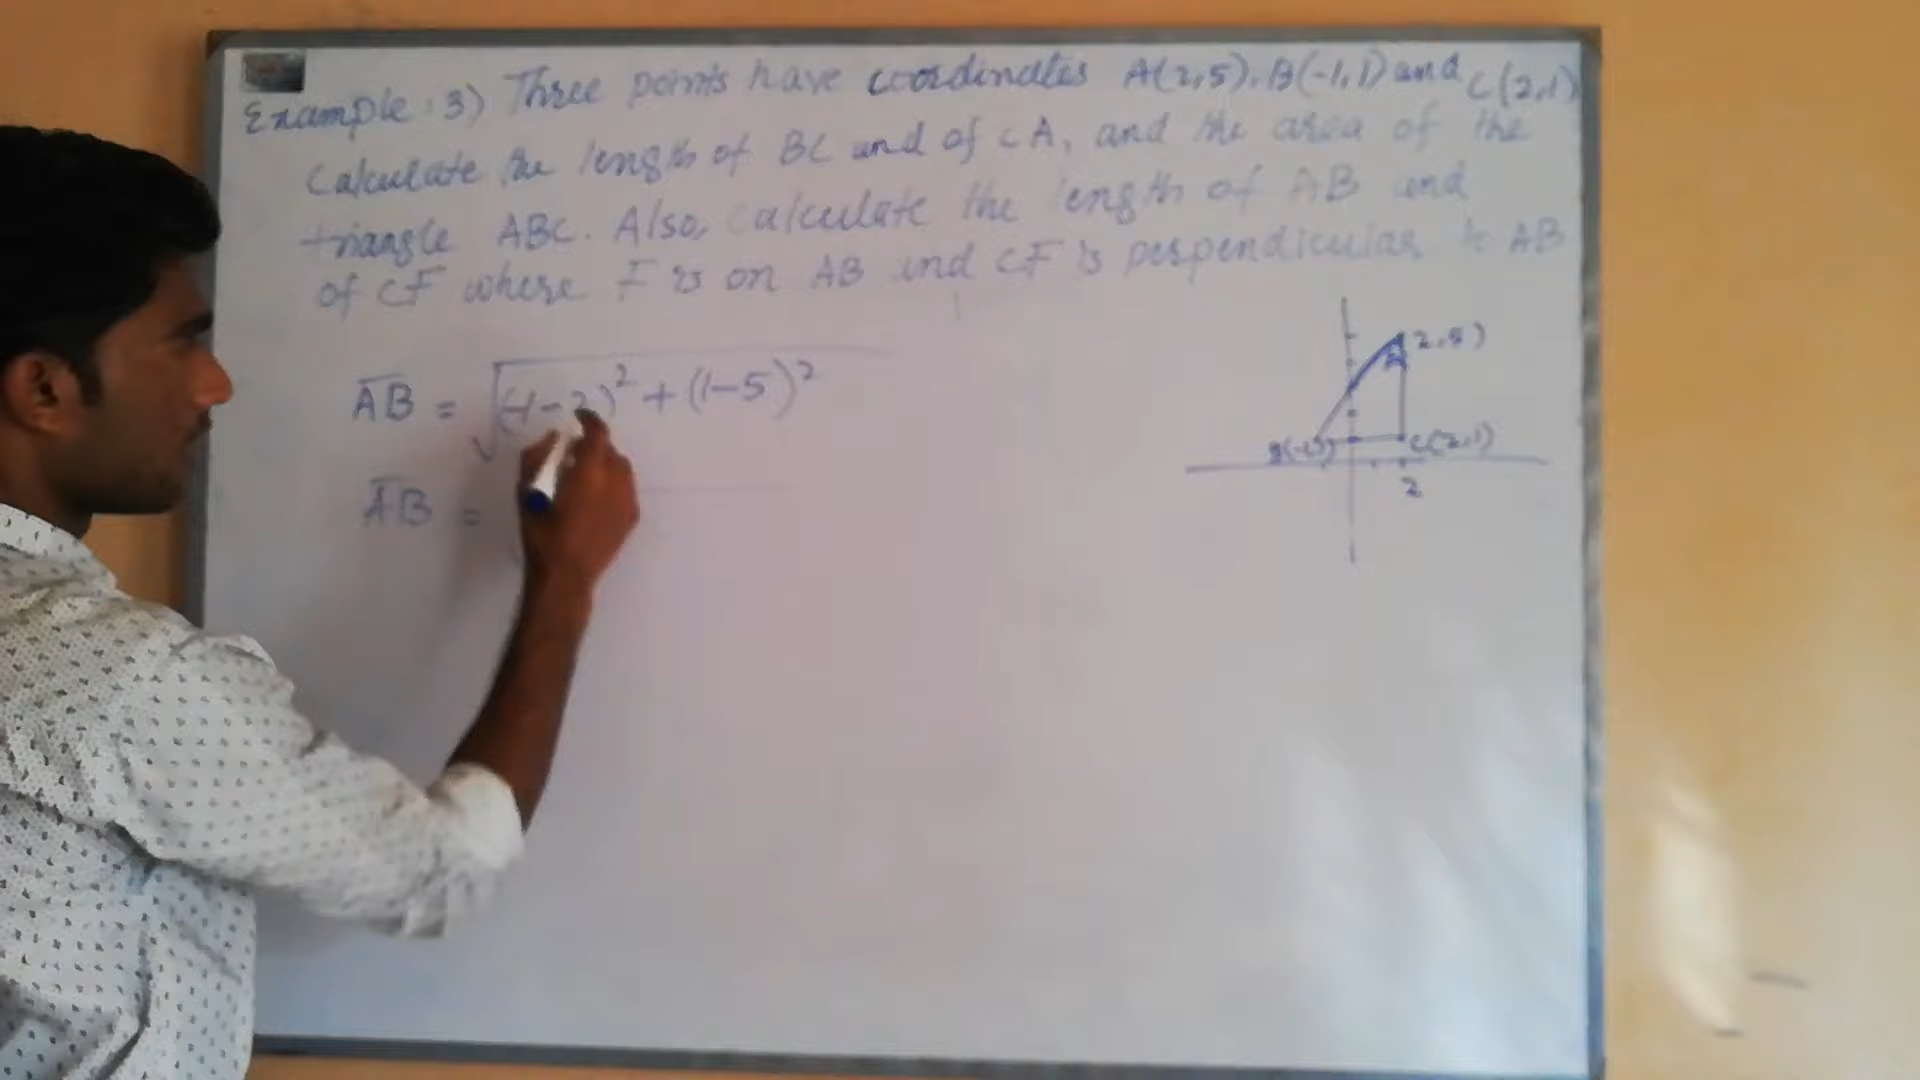 Example: 3) Three points have coordinates A(2,5), B(-1,1) and C(2,1)
Calculate the length of BC and of CA, and the area of the
triangle ABC. Also, calculate the length of AB and
of CF where F is on AB and CF is perpendicular to AB
AB = √(-1-2)² + (1-5)²
AB =
A
2,5)
B(-1,1)
C(2,1)
2